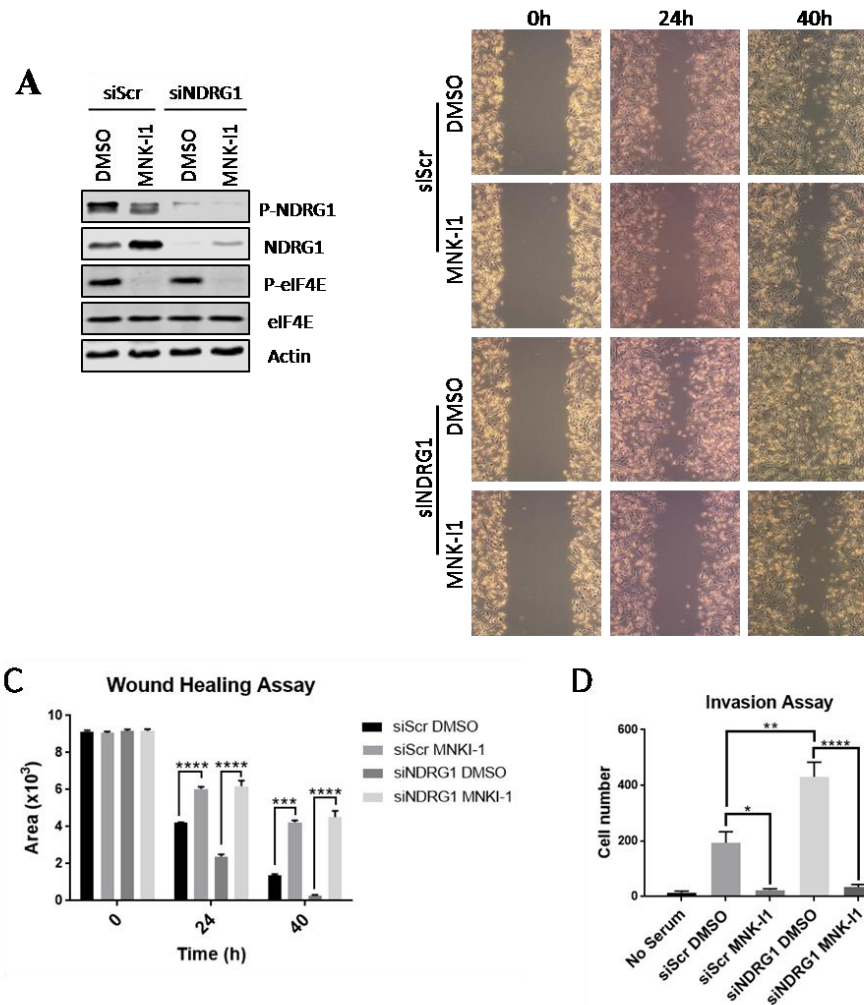 A
siScr siNDRG1
DMSO
MNK-I1
DMSO
MNK-I1
P-NDRG1
NDRG1
P-eIF4E
eIF4E
Actin
0h 24h 40h
siScr
DMSO
MNK-I1
siNDRG1
DMSO
MNK-I1
C
Wound Healing Assay
Area (x10³)
10
8
6
4
2
0
**** ****
*** ****
0 24 40
Time (h)
siScr DMSO
siScr MNKI-1
siNDRG1 DMSO
siNDRG1 MNKI-1
D
Invasion Assay
Cell number
600
400
200
0
**
****
*
No Serum
siScr DMSO
siScr MNK-I1
siNDRG1 DMSO
siNDRG1 MNK-I1